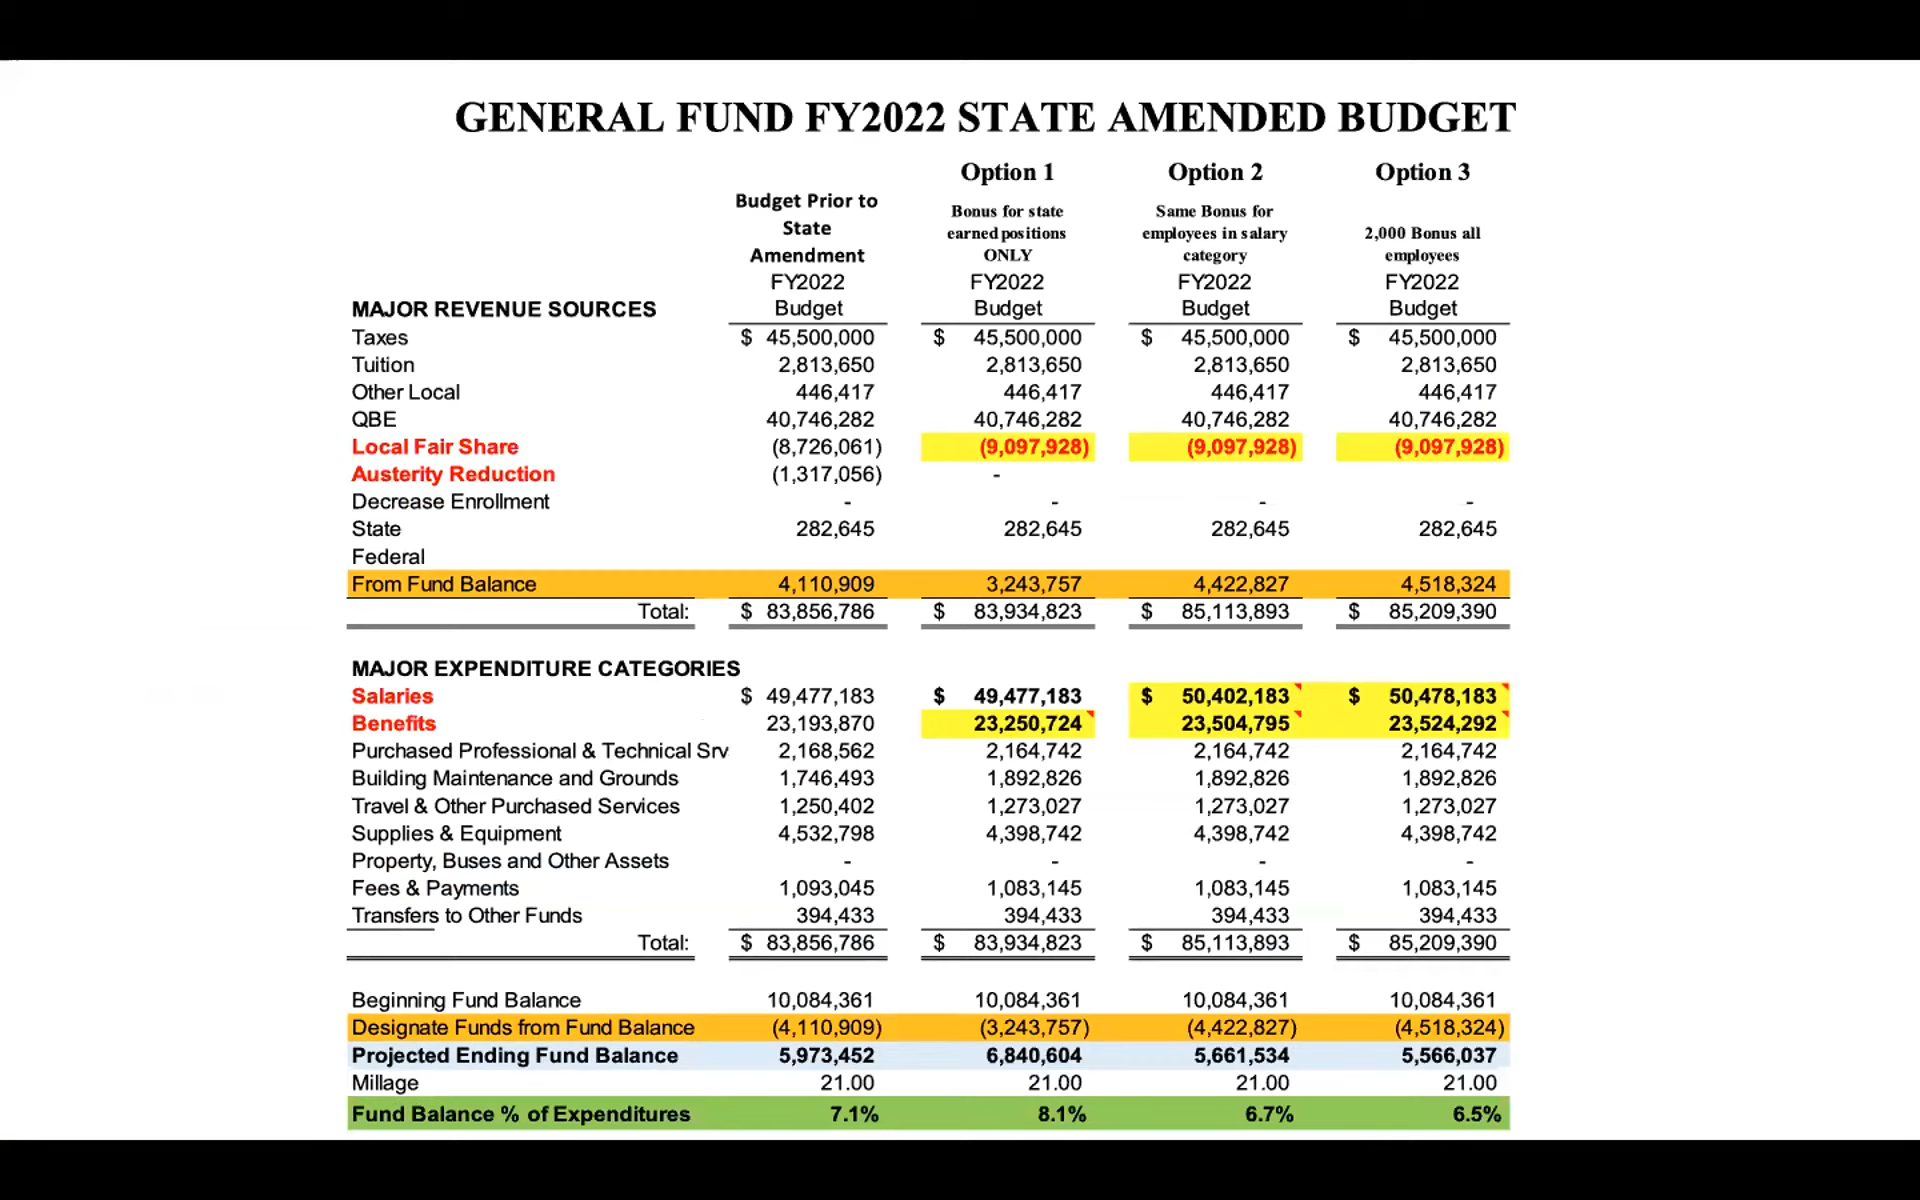 GENERAL FUND FY2022 STATE AMENDED BUDGET
Option 1 Option 2 Option 3
Budget Prior to State Amendment Bonus for state earned positions ONLY Same Bonus for employees in salary category 2,000 Bonus all employees
FY2022 FY2022 FY2022 FY2022
MAJOR REVENUE SOURCES Budget Budget Budget Budget
Taxes $ 45,500,000 $ 45,500,000 $ 45,500,000 $ 45,500,000
Tuition 2,813,650 2,813,650 2,813,650 2,813,650
Other Local 446,417 446,417 446,417 446,417
QBE 40,746,282 40,746,282 40,746,282 40,746,282
Local Fair Share (8,726,061) (9,097,928) (9,097,928) (9,097,928)
Austerity Reduction (1,317,056) -
Decrease Enrollment - - - -
State 282,645 282,645 282,645 282,645
Federal
From Fund Balance 4,110,909 3,243,757 4,422,827 4,518,324
Total: $ 83,856,786 $ 83,934,823 $ 85,113,893 $ 85,209,390
MAJOR EXPENDITURE CATEGORIES
Salaries $ 49,477,183 $ 49,477,183 $ 50,402,183 $ 50,478,183
Benefits 23,193,870 23,250,724 23,504,795 23,524,292
Purchased Professional & Technical Srv 2,168,562 2,164,742 2,164,742 2,164,742
Building Maintenance and Grounds 1,746,493 1,892,826 1,892,826 1,892,826
Travel & Other Purchased Services 1,250,402 1,273,027 1,273,027 1,273,027
Supplies & Equipment 4,532,798 4,398,742 4,398,742 4,398,742
Property, Buses and Other Assets - - - -
Fees & Payments 1,093,045 1,083,145 1,083,145 1,083,145
Transfers to Other Funds 394,433 394,433 394,433 394,433
Total: $ 83,856,786 $ 83,934,823 $ 85,113,893 $ 85,209,390
Beginning Fund Balance 10,084,361 10,084,361 10,084,361 10,084,361
Designate Funds from Fund Balance (4,110,909) (3,243,757) (4,422,827) (4,518,324)
Projected Ending Fund Balance 5,973,452 6,840,604 5,661,534 5,566,037
Millage 21.00 21.00 21.00 21.00
Fund Balance % of Expenditures 7.1% 8.1% 6.7% 6.5%